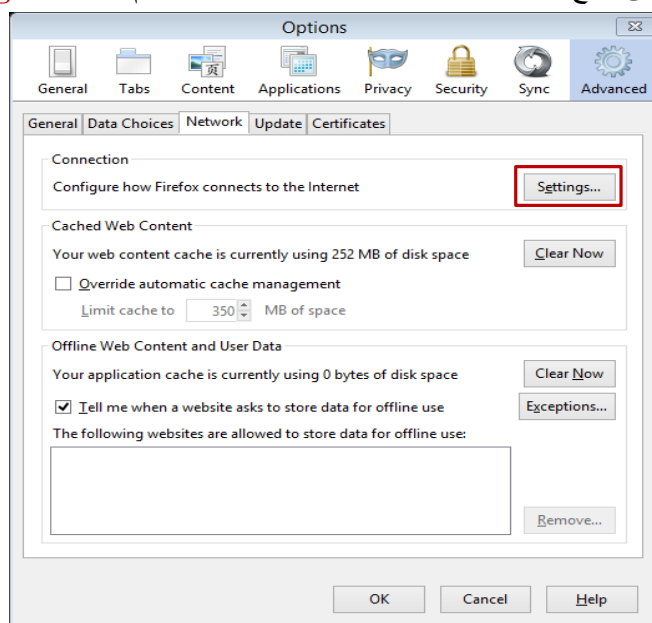 Options
General Tabs Content Applications Privacy Security Sync Advanced
General Data Choices Network Update Certificates
Connection
Configure how Firefox connects to the Internet Settings...
Cached Web Content
Your web content cache is currently using 252 MB of disk space Clear Now
Override automatic cache management
Limit cache to 350 MB of space
Offline Web Content and User Data
Your application cache is currently using 0 bytes of disk space Clear Now
Tell me when a website asks to store data for offline use Exceptions...
The following websites are allowed to store data for offline use:
Remove...
OK Cancel Help